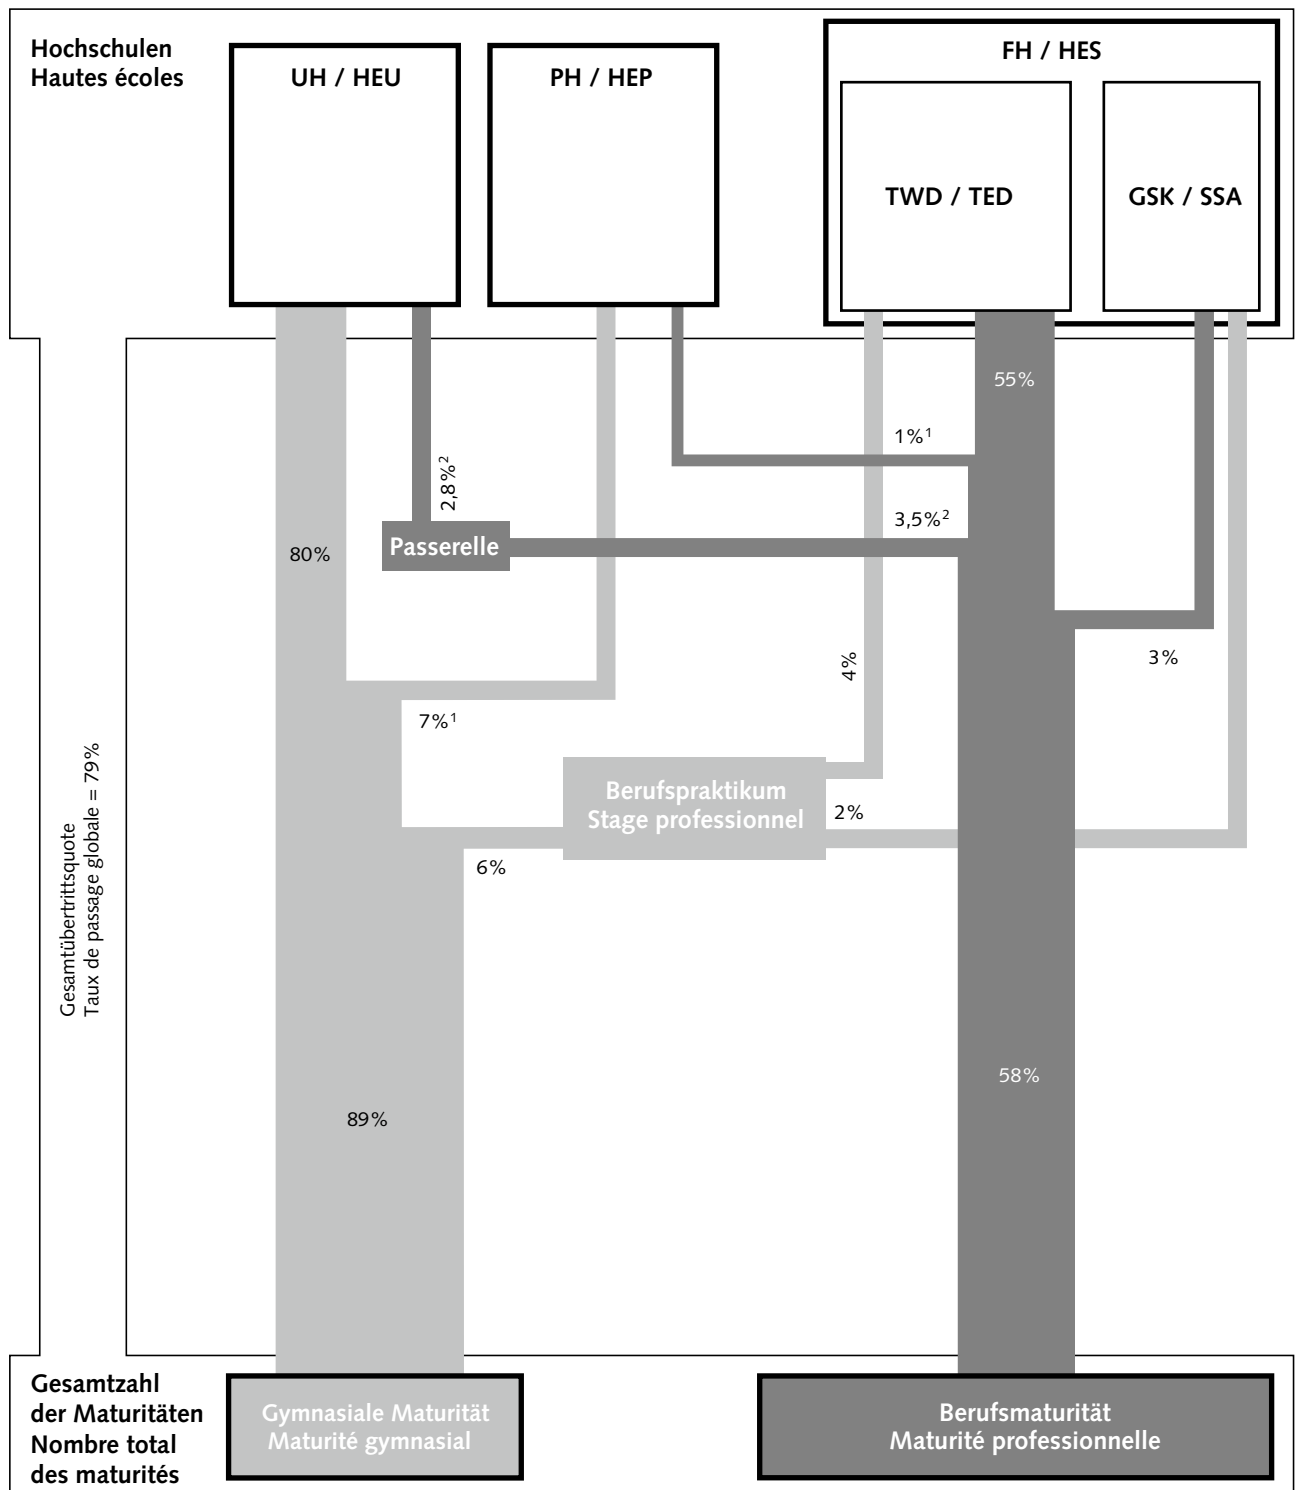 Hochschulen
Hautes écoles
UH / HEU
PH / HEP
FH / HES
TWD / TED
GSK / SSA
55%
1%¹
2,8%²
3,5%²
Passerelle
80%
4%
3%
7%¹
Berufspraktikum
Stage professionnel
2%
6%
Gesamtübertrittsquote
Taux de passage globale = 79%
58%
89%
Gesamtzahl
der Maturitäten
Nombre total
des maturités
Gymnasiale Maturität
Maturité gymnasial
Berufsmaturität
Maturité professionnelle